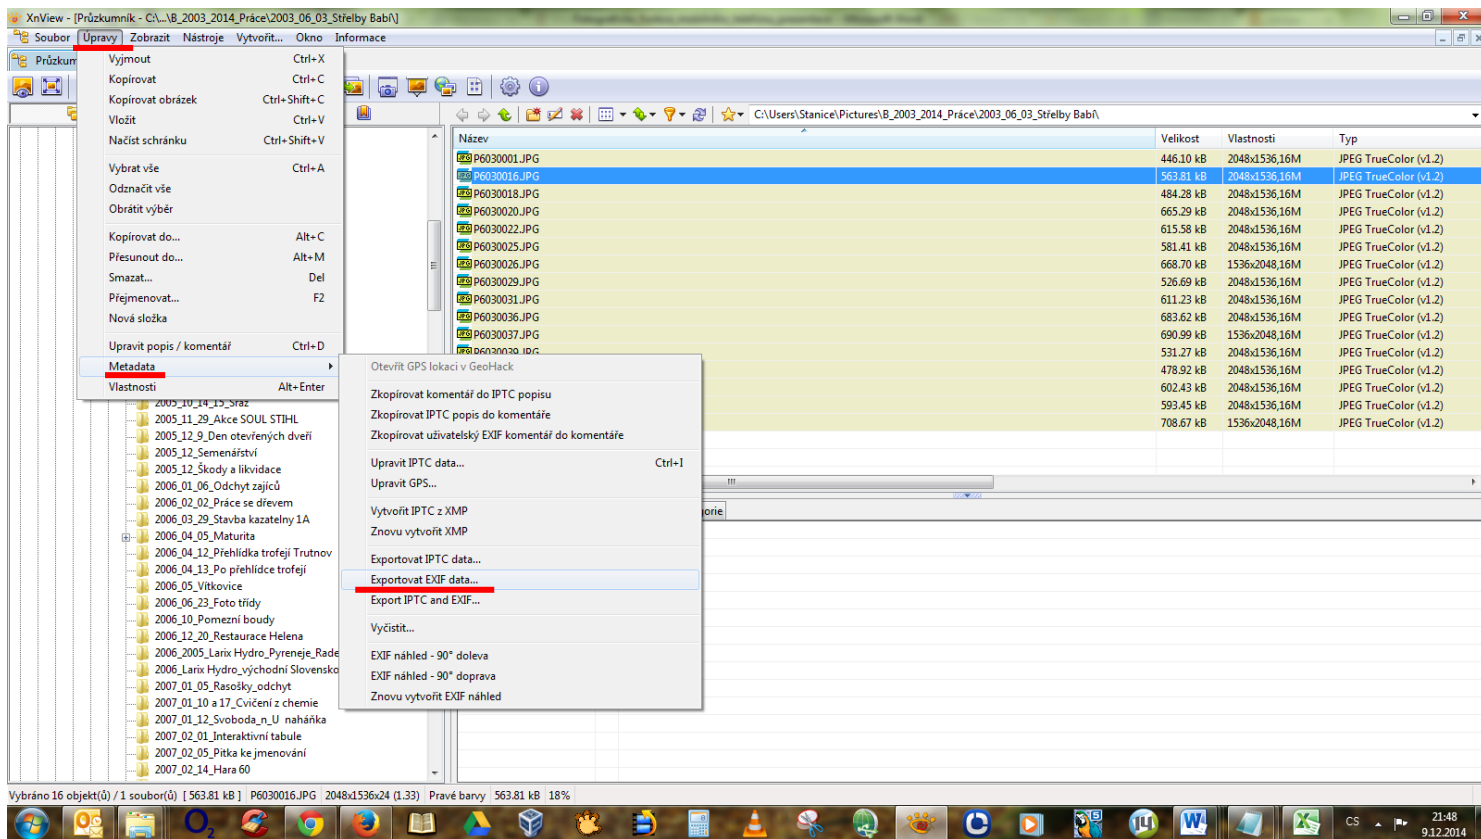 XnView - [Průzkumník - C:\...\B_2003_2014_Práce\2003_06_03_Střelby Babí\]
Soubor Úpravy Zobrazit Nástroje Vytvořit... Okno Informace
Průzkum
C:\Users\Stanice\Pictures\B_2003_2014_Práce\2003_06_03_Střelby Babí\
Vyjmout Ctrl+X
Kopírovat Ctrl+C
Kopírovat obrázek Ctrl+Shift+C
Vložit Ctrl+V
Načíst schránku Ctrl+Shift+V
Vybrat vše Ctrl+A
Odznačit vše
Obrátit výběr
Kopírovat do... Alt+C
Přesunout do... Alt+M
Smazat... Del
Přejmenovat... F2
Nová složka
Upravit popis / komentář Ctrl+D
Metadata
Vlastnosti Alt+Enter
Otevřít GPS lokaci v GeoHack
Zkopírovat komentář do IPTC popisu
Zkopírovat IPTC popis do komentáře
Zkopírovat uživatelský EXIF komentář do komentáře
Upravit IPTC data... Ctrl+I
Upravit GPS...
Vytvořit IPTC z XMP
Znovu vytvořit XMP
Exportovat IPTC data...
Exportovat EXIF data...
Export IPTC and EXIF...
Vyčistit...
EXIF náhled - 90° doleva
EXIF náhled - 90° doprava
Znovu vytvořit EXIF náhled
Název Velikost Vlastnosti Typ
P6030001.JPG 446.10 kB 2048x1536,16M JPEG TrueColor (v1.2)
P6030016.JPG 563.81 kB 2048x1536,16M JPEG TrueColor (v1.2)
P6030018.JPG 484.28 kB 2048x1536,16M JPEG TrueColor (v1.2)
P6030020.JPG 665.29 kB 2048x1536,16M JPEG TrueColor (v1.2)
P6030022.JPG 615.58 kB 2048x1536,16M JPEG TrueColor (v1.2)
P6030025.JPG 581.41 kB 2048x1536,16M JPEG TrueColor (v1.2)
P6030026.JPG 668.70 kB 1536x2048,16M JPEG TrueColor (v1.2)
P6030029.JPG 526.69 kB 2048x1536,16M JPEG TrueColor (v1.2)
P6030031.JPG 611.23 kB 2048x1536,16M JPEG TrueColor (v1.2)
P6030036.JPG 683.62 kB 2048x1536,16M JPEG TrueColor (v1.2)
P6030037.JPG 690.99 kB 1536x2048,16M JPEG TrueColor (v1.2)
P6030039.JPG 531.27 kB 2048x1536,16M JPEG TrueColor (v1.2)
478.92 kB 2048x1536,16M JPEG TrueColor (v1.2)
602.43 kB 2048x1536,16M JPEG TrueColor (v1.2)
593.45 kB 2048x1536,16M JPEG TrueColor (v1.2)
708.67 kB 1536x2048,16M JPEG TrueColor (v1.2)
orie
2005_10_14_15_Sraz
2005_11_29_Akce SOUL STIHL
2005_12_9_Den otevřených dveří
2005_12_Semenářství
2005_12_Škody a likvidace
2006_01_06_Odchyt zajíců
2006_02_02_Práce se dřevem
2006_03_29_Stavba kazatelny 1A
2006_04_05_Maturita
2006_04_12_Přehlídka trofejí Trutnov
2006_04_13_Po přehlídce trofejí
2006_05_Vítkovice
2006_06_23_Foto třídy
2006_10_Pomezní boudy
2006_12_20_Restaurace Helena
2006_2005_Larix Hydro_Pyreneje_Rade
2006_Larix Hydro_východní Slovensko
2007_01_05_Rasošky_odchyt
2007_01_10 a 17_Cvičení z chemie
2007_01_12_Svoboda_n_U naháňka
2007_02_01_Interaktivní tabule
2007_02_05_Pitka ke jmenování
2007_02_14_Hara 60
Vybráno 16 objekt(ů) / 1 soubor(ů) [ 563.81 kB ] P6030016.JPG 2048x1536x24 (1.33) Pravé barvy 563.81 kB 18%
CS 21:48
9.12.2014